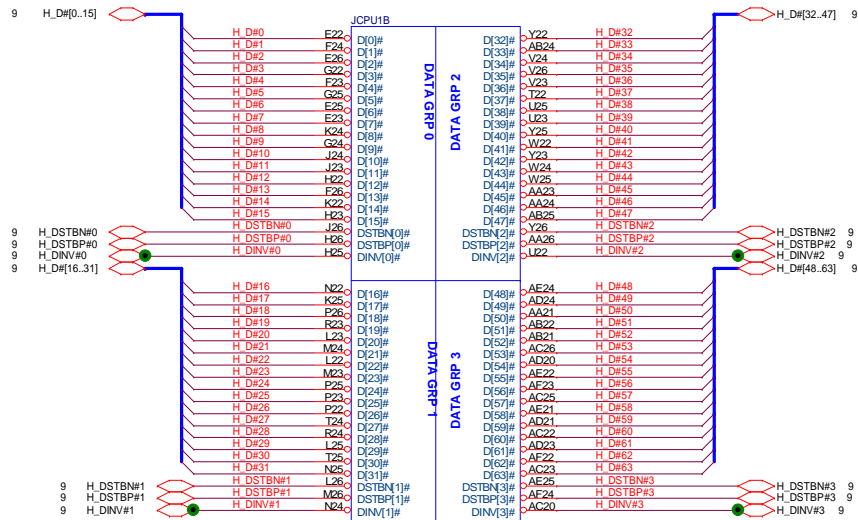 9 H_D#[0..15] JCPU1B H_D#[32..47] 9
H_D#0 E22 D[0]# D[32]# Y22 H_D#32
H_D#1 F24 D[1]# D[33]# AB24 H_D#33
H_D#2 E26 D[2]# D[34]# V24 H_D#34
H_D#3 G22 D[3]# D[35]# V26 H_D#35
H_D#4 F23 D[4]# D[36]# V23 H_D#36
H_D#5 G25 D[5]# D[37]# T22 H_D#37
H_D#6 E25 D[6]# D[38]# U25 H_D#38
H_D#7 E23 D[7]# D[39]# U23 H_D#39
H_D#8 K24 D[8]# D[40]# Y25 H_D#40
H_D#9 G24 D[9]# D[41]# W22 H_D#41
H_D#10 J24 D[10]# D[42]# Y23 H_D#42
H_D#11 J23 D[11]# D[43]# W24 H_D#43
H_D#12 H22 D[12]# D[44]# W25 H_D#44
H_D#13 F26 D[13]# D[45]# AA23 H_D#45
H_D#14 K22 D[14]# D[46]# AA24 H_D#46
H_D#15 H23 D[15]# D[47]# AB25 H_D#47
9 H_DSTBN#0 H_DSTBN#0 J26 DSTBN[0]# DSTBN[2]# Y26 H_DSTBN#2 H_DSTBN#2 9
9 H_DSTBP#0 H_DSTBP#0 H26 DSTBP[0]# DSTBP[2]# AA26 H_DSTBP#2 H_DSTBP#2 9
9 H_DINV#0 H_DINV#0 H25 DINV[0]# DINV[2]# U22 H_DINV#2 H_DINV#2 9
DATA GRP 0
DATA GRP 2
9 H_D#[16..31] H_D#[48..63] 9
H_D#16 N22 D[16]# D[48]# AE24 H_D#48
H_D#17 K25 D[17]# D[49]# AD24 H_D#49
H_D#18 P26 D[18]# D[50]# AA21 H_D#50
H_D#19 R23 D[19]# D[51]# AB22 H_D#51
H_D#20 L23 D[20]# D[52]# AB21 H_D#52
H_D#21 M24 D[21]# D[53]# AC26 H_D#53
H_D#22 L22 D[22]# D[54]# AD20 H_D#54
H_D#23 M23 D[23]# D[55]# AE22 H_D#55
H_D#24 P25 D[24]# D[56]# AF23 H_D#56
H_D#25 P23 D[25]# D[57]# AC25 H_D#57
H_D#26 P22 D[26]# D[58]# AE21 H_D#58
H_D#27 T24 D[27]# D[59]# AD21 H_D#59
H_D#28 R24 D[28]# D[60]# AC22 H_D#60
H_D#29 L25 D[29]# D[61]# AD23 H_D#61
H_D#30 T25 D[30]# D[62]# AF22 H_D#62
H_D#31 N25 D[31]# D[63]# AC23 H_D#63
9 H_DSTBN#1 H_DSTBN#1 L26 DSTBN[1]# DSTBN[3]# AE25 H_DSTBN#3 H_DSTBN#3 9
9 H_DSTBP#1 H_DSTBP#1 M26 DSTBP[1]# DSTBP[3]# AF24 H_DSTBP#3 H_DSTBP#3 9
9 H_DINV#1 H_DINV#1 N24 DINV[1]# DINV[3]# AC20 H_DINV#3 H_DINV#3 9
DATA GRP 1
DATA GRP 3